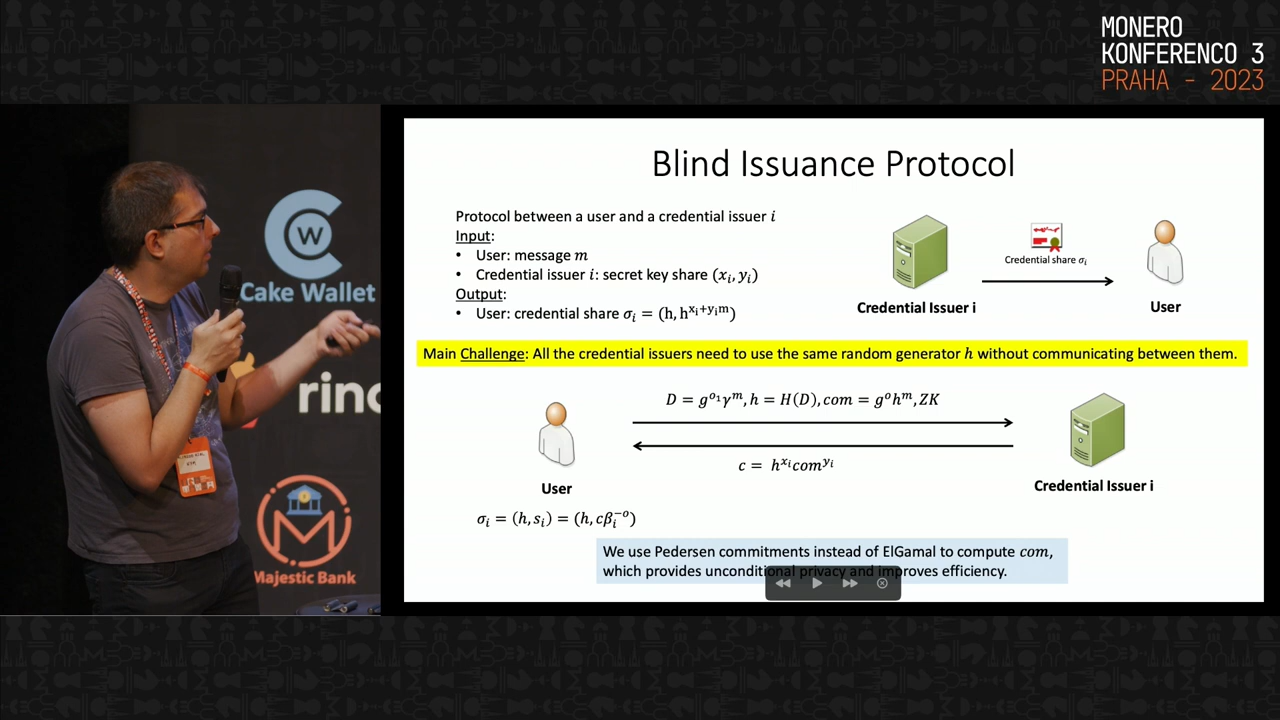 MONERO
KONFERENCO 3
PRAHA - 2023
Cake Wallet
W
rino
Majestic Bank
Blind Issuance Protocol
Protocol between a user and a credential issuer i
Input:
• User: message m
• Credential issuer i: secret key share (xᵢ, yᵢ)
Output:
• User: credential share σᵢ = (h, h^{xᵢ+yᵢm})
Credential share σᵢ
Credential Issuer i
User
Main Challenge: All the credential issuers need to use the same random generator h without communicating between them.
D = g^{o₁}γ^m, h = H(D), com = g^o h^m, ZK
c = h^{xᵢ}com^{yᵢ}
User
Credential Issuer i
σᵢ = (h, sᵢ) = (h, cβᵢ^{−o})
We use Pedersen commitments instead of ElGamal to compute com,
which provides unconditional privacy and improves efficiency.